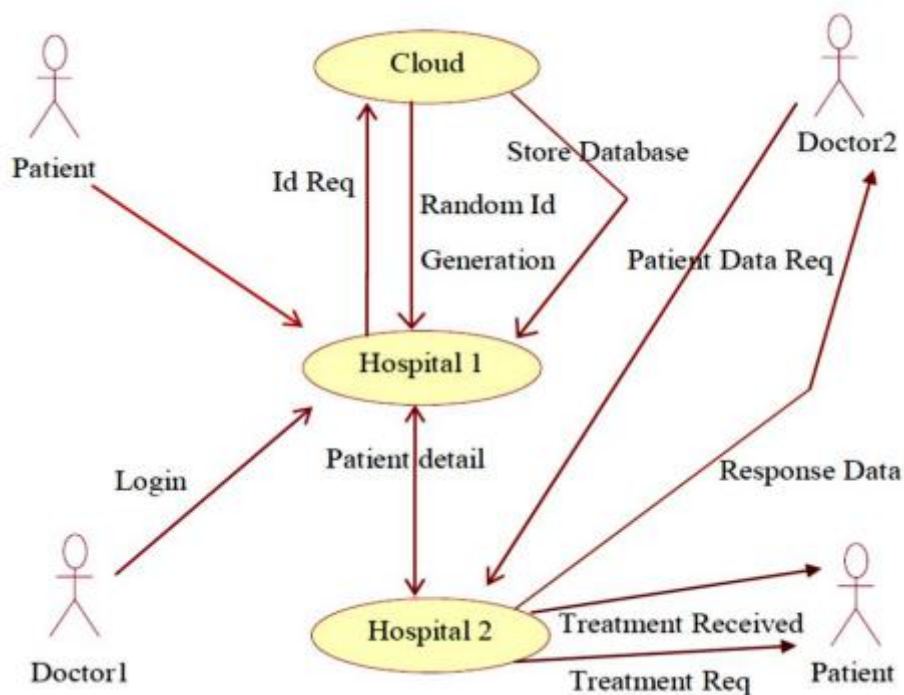 Cloud
Patient
Doctor2
Id Req
Store Database
Random Id
Generation
Patient Data Req
Hospital 1
Login
Patient detail
Response Data
Hospital 2
Treatment Received
Doctor1
Treatment Req
Patient